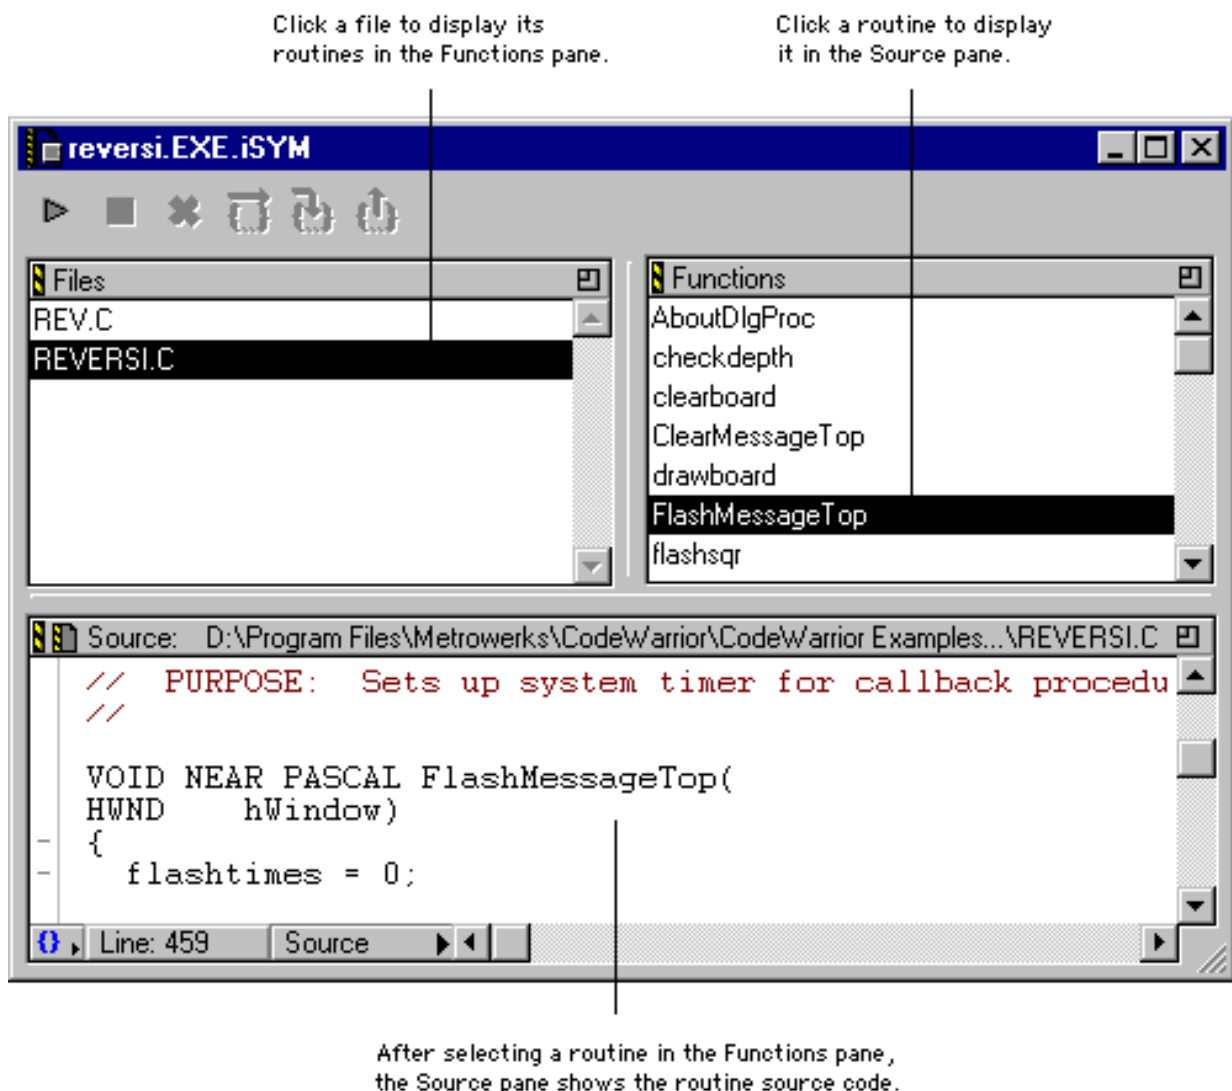 Click a file to display its
routines in the Functions pane.
Click a routine to display
it in the Source pane.
reversi.EXE.iSYM
Files
REV.C
REVERSI.C
Functions
AboutDlgProc
checkdepth
clearboard
ClearMessageTop
drawboard
FlashMessageTop
flashsqr
Source: D:\Program Files\Metrowerks\CodeWarrior\CodeWarrior Examples...\REVERSI.C
// PURPOSE: Sets up system timer for callback procedu
//
VOID NEAR PASCAL FlashMessageTop(
HWND hWindow)
{
flashtimes = 0;
{} Line: 459 Source
After selecting a routine in the Functions pane,
the Source pane shows the routine source code.